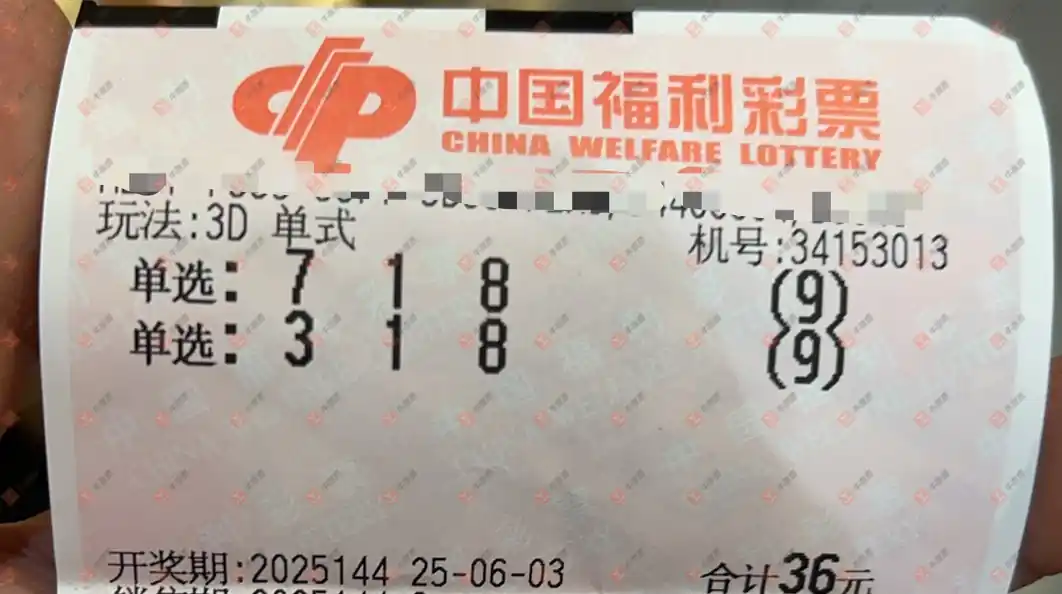 中国福利彩票
CHINA WELFARE LOTTERY
玩法:3D 单式
机号:34153013
单选: 7 1 8 (9)
单选: 3 1 8 (9)
开奖期:2025144 25-06-03 合计36元